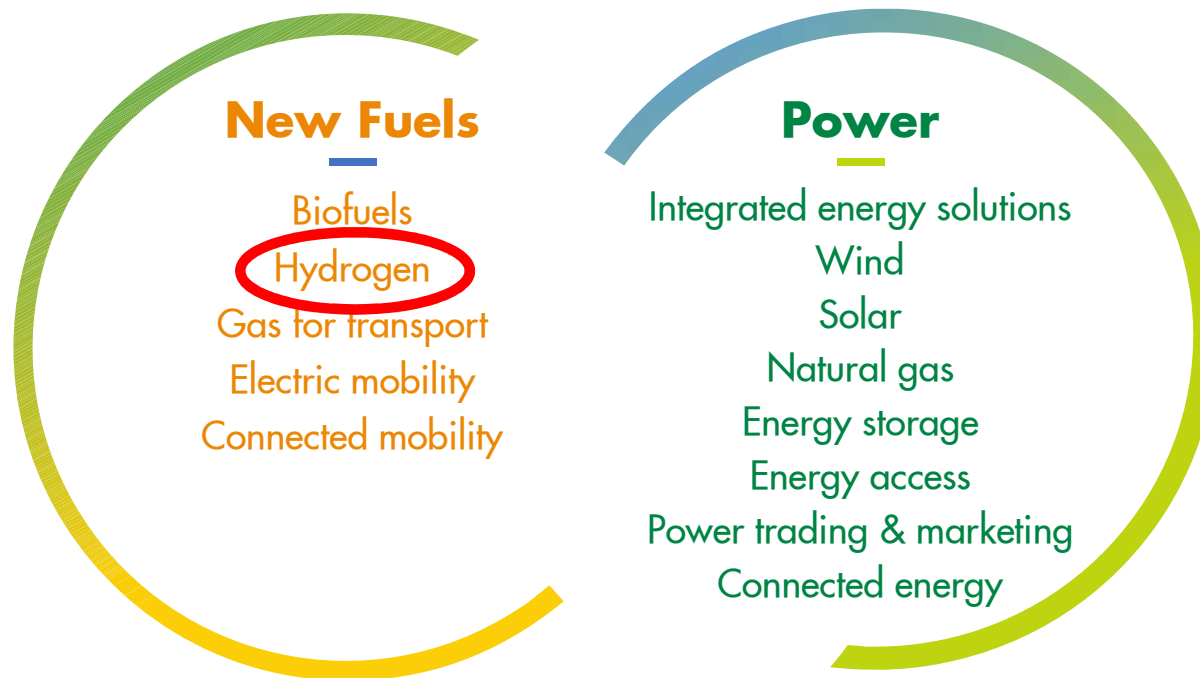 New Fuels
Biofuels
Hydrogen
Gas for transport
Electric mobility
Connected mobility
Power
Integrated energy solutions
Wind
Solar
Natural gas
Energy storage
Energy access
Power trading & marketing
Connected energy